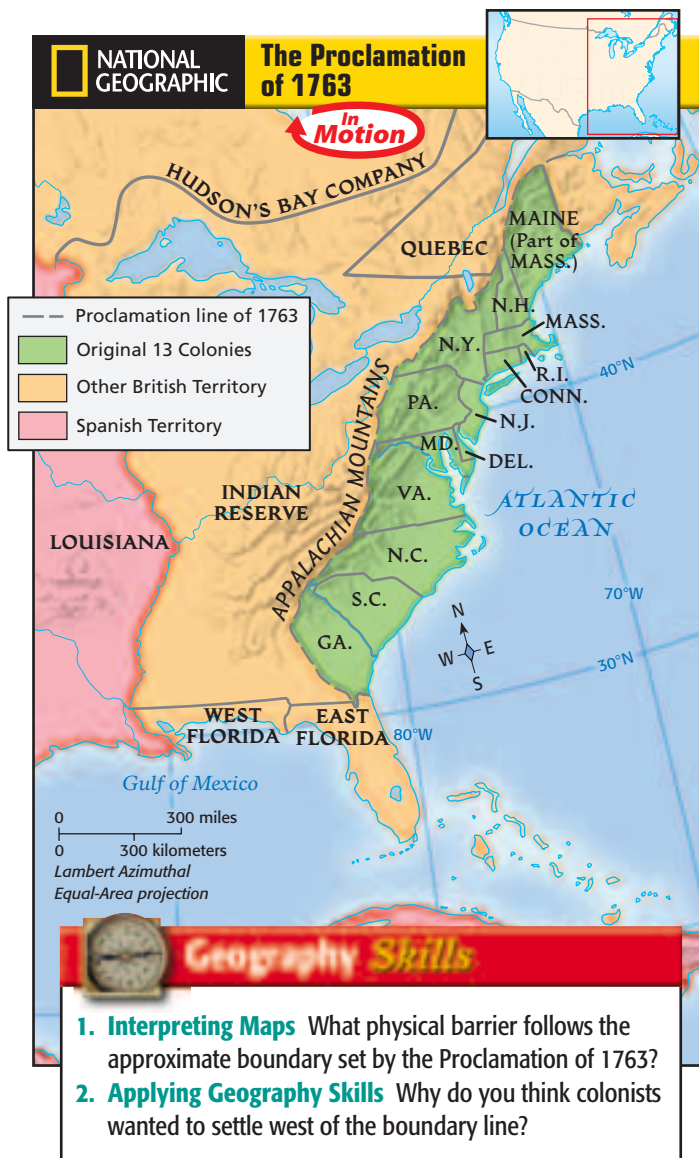 NATIONAL
GEOGRAPHIC
The Proclamation
of 1763
In
Motion
HUDSON'S BAY COMPANY
QUEBEC
MAINE
(Part of
MASS.)
Proclamation line of 1763
Original 13 Colonies
Other British Territory
Spanish Territory
N.H.
MASS.
N.Y.
R.I.
CONN.
40°N
PA.
N.J.
MD.
DEL.
APPALACHIAN MOUNTAINS
INDIAN
RESERVE
VA.
ATLANTIC
OCEAN
LOUISIANA
N.C.
S.C.
70°W
GA.
N
W E
S
30°N
WEST
FLORIDA
EAST
FLORIDA
80°W
Gulf of Mexico
0 300 miles
0 300 kilometers
Lambert Azimuthal
Equal-Area projection
Geography Skills
1. Interpreting Maps What physical barrier follows the
approximate boundary set by the Proclamation of 1763?
2. Applying Geography Skills Why do you think colonists
wanted to settle west of the boundary line?